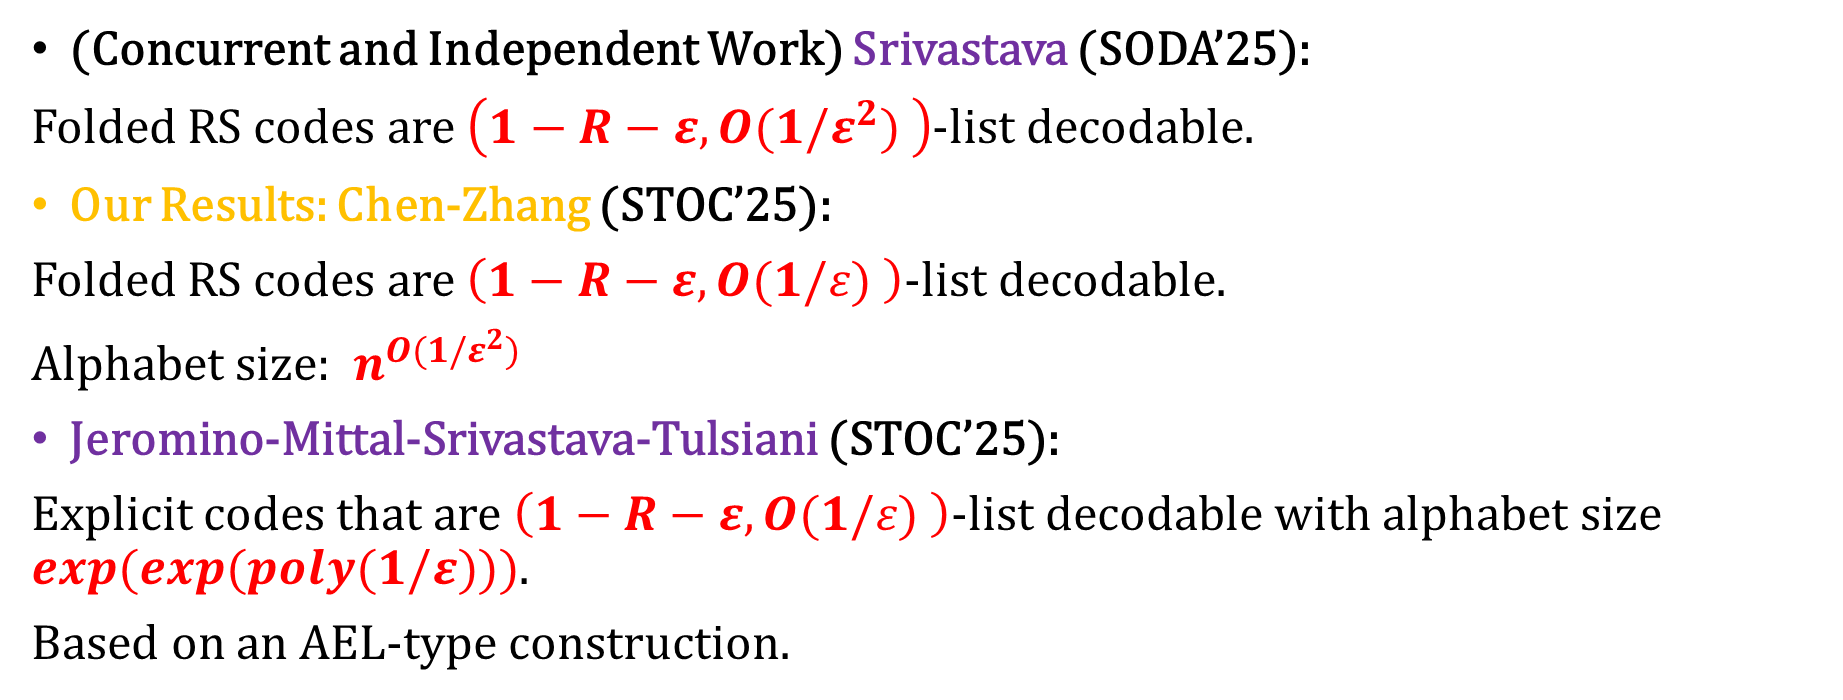 • (Concurrent and Independent Work) Srivastava (SODA’25):
Folded RS codes are (1 − R − ε, O(1/ε²) )-list decodable.
• Our Results: Chen-Zhang (STOC’25):
Folded RS codes are (1 − R − ε, O(1/ε) )-list decodable.
Alphabet size: n^{O(1/ε²)}
• Jeromino-Mittal-Srivastava-Tulsiani (STOC’25):
Explicit codes that are (1 − R − ε, O(1/ε) )-list decodable with alphabet size
exp(exp(poly(1/ε))).
Based on an AEL-type construction.